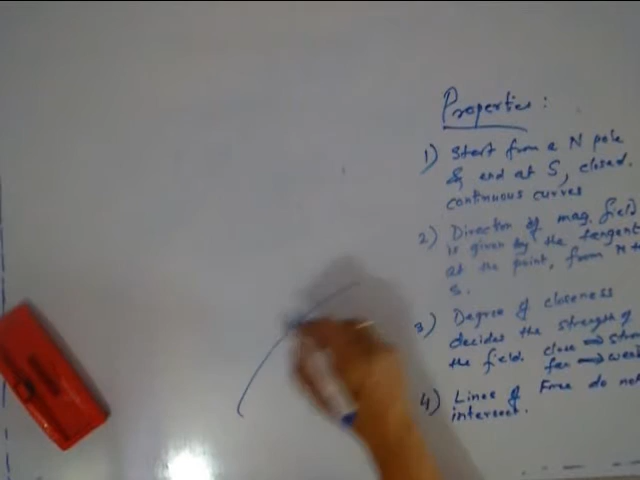 Properties :
1) Start from a N pole
& end at S, closed.
continuous curves
2) Direction of mag. field
is given by the tangent
at the point, from N to
S.
3) Degree of closeness
decides the strength of
the field. close → stro
far → weak
4) Lines of Force do not
intersect.